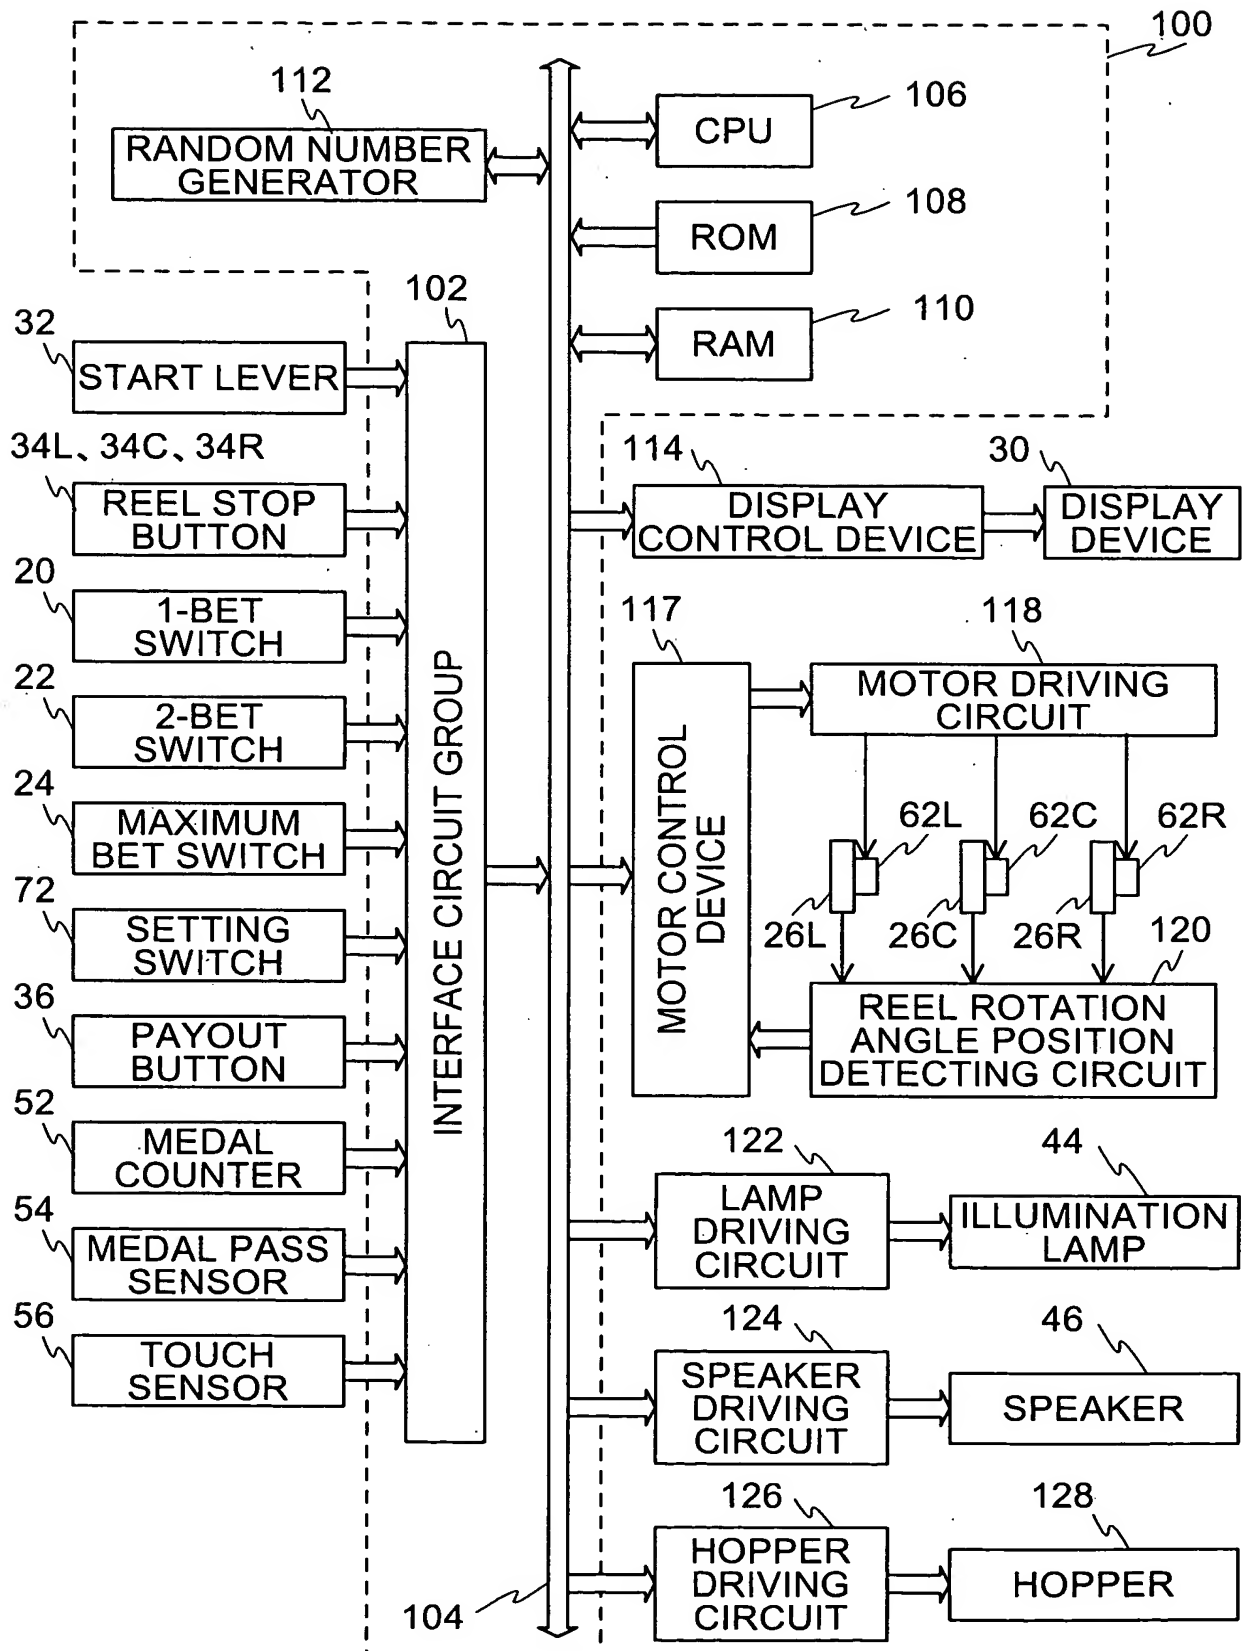 100
112
RANDOM NUMBER
GENERATOR
106
CPU
108
ROM
110
RAM
102
INTERFACE CIRCUIT GROUP
32
START LEVER
34L、34C、34R
REEL STOP
BUTTON
20
1-BET
SWITCH
22
2-BET
SWITCH
24
MAXIMUM
BET SWITCH
72
SETTING
SWITCH
36
PAYOUT
BUTTON
52
MEDAL
COUNTER
54
MEDAL PASS
SENSOR
56
TOUCH
SENSOR
114
DISPLAY
CONTROL DEVICE
30
DISPLAY
DEVICE
117
MOTOR CONTROL
DEVICE
118
MOTOR DRIVING
CIRCUIT
62L
62C
62R
26L
26C
26R
120
REEL ROTATION
ANGLE POSITION
DETECTING CIRCUIT
122
LAMP
DRIVING
CIRCUIT
44
ILLUMINATION
LAMP
124
SPEAKER
DRIVING
CIRCUIT
46
SPEAKER
126
HOPPER
DRIVING
CIRCUIT
128
HOPPER
104